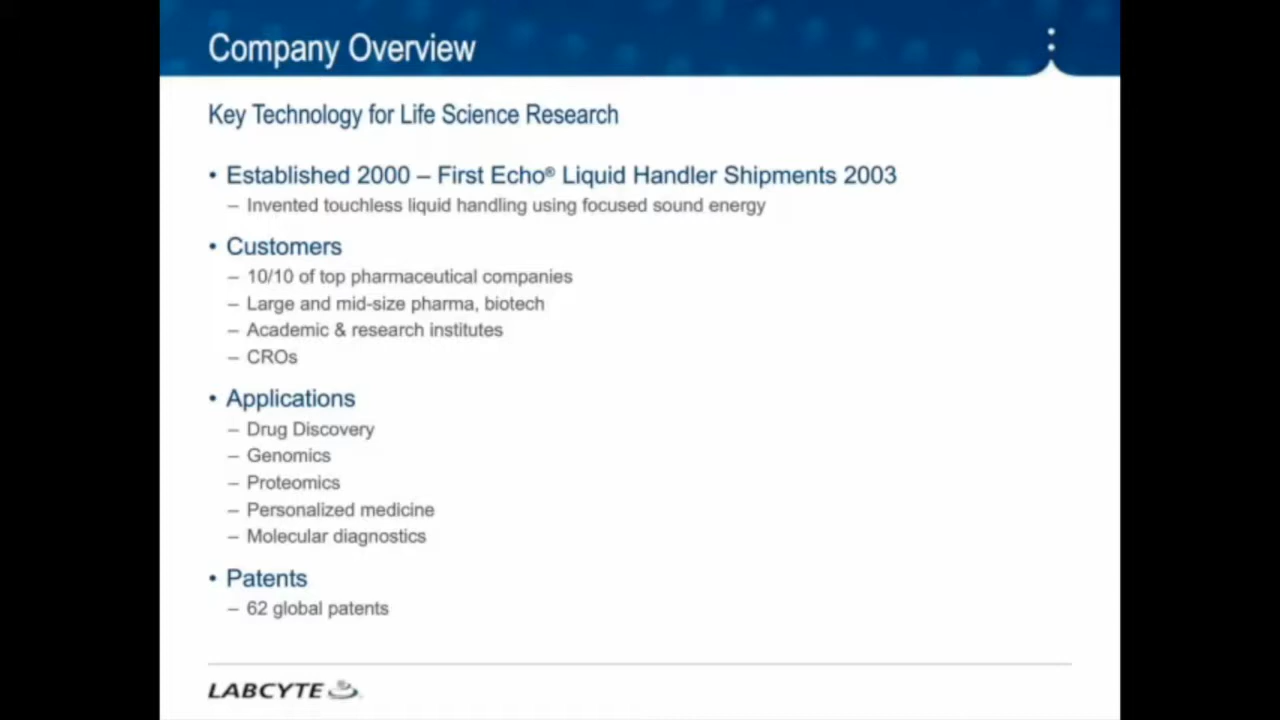 Company Overview
Key Technology for Life Science Research
• Established 2000 – First Echo® Liquid Handler Shipments 2003
– Invented touchless liquid handling using focused sound energy
• Customers
– 10/10 of top pharmaceutical companies
– Large and mid-size pharma, biotech
– Academic & research institutes
– CROs
• Applications
– Drug Discovery
– Genomics
– Proteomics
– Personalized medicine
– Molecular diagnostics
• Patents
– 62 global patents
LABCYTE